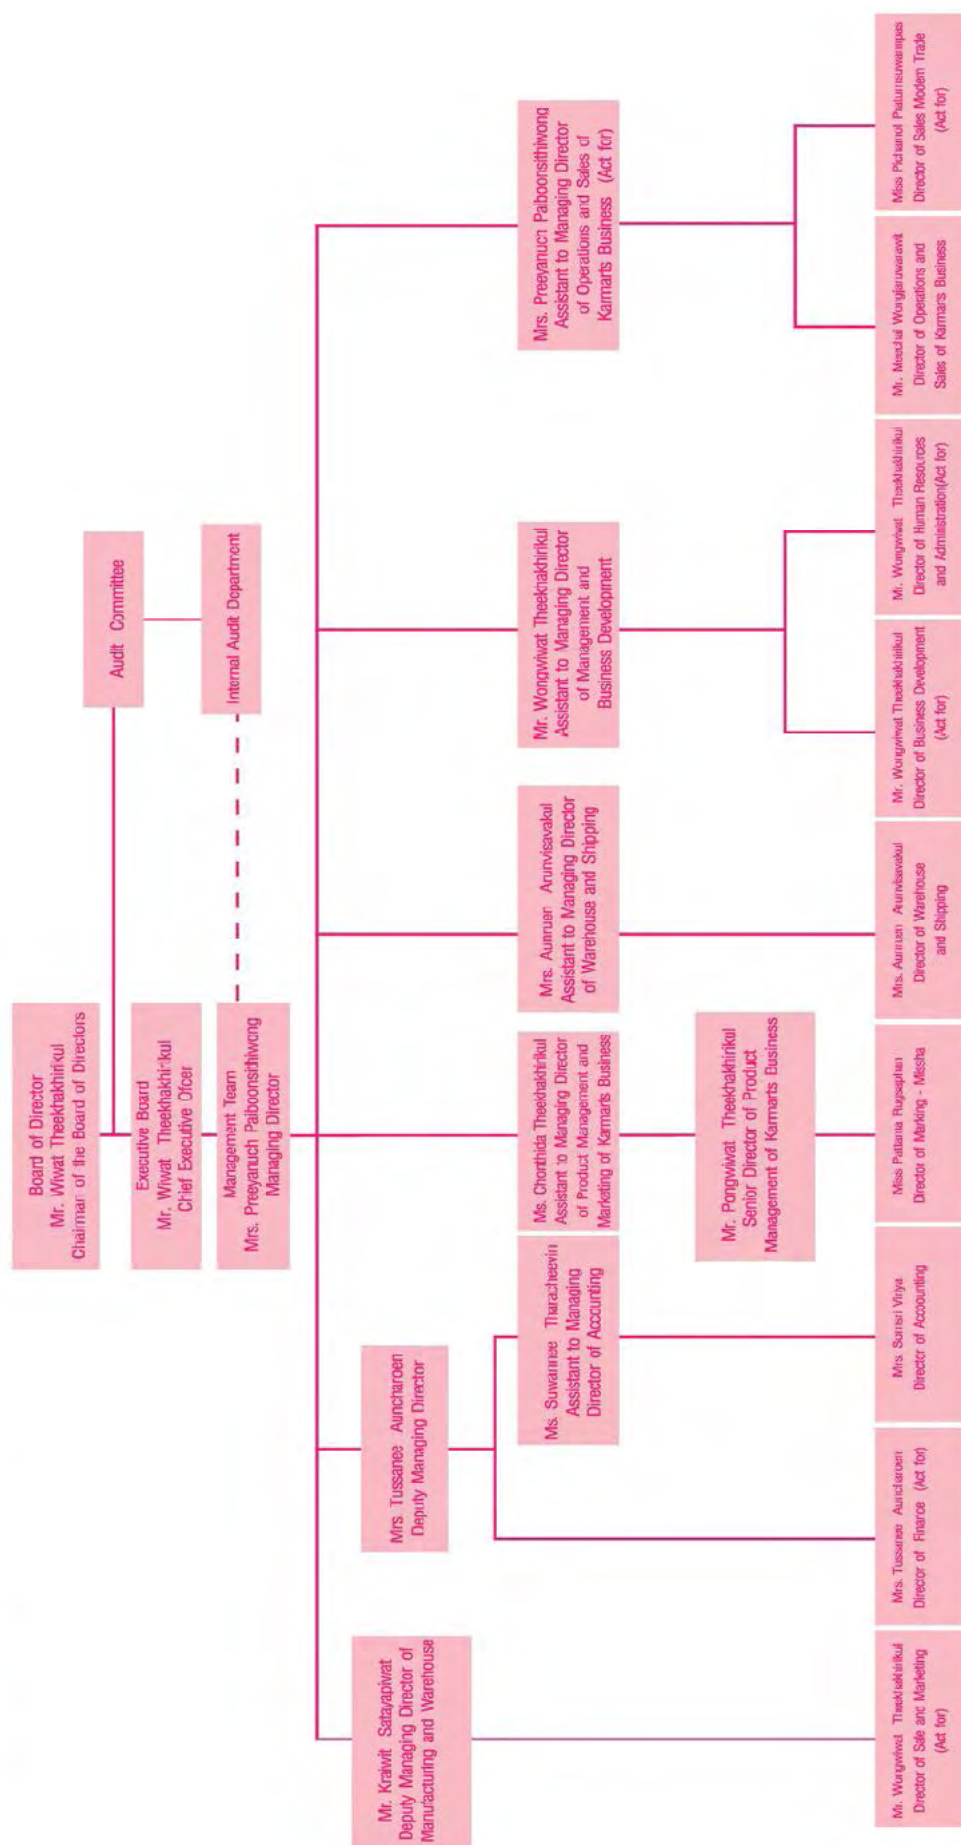 Board of Director
Mr. Wiwat Theekhakhirikul
Chairman of the Board of Directors
Audit Committee
Executive Board
Mr. Wiwat Theekhakhirikul
Chief Executive Ofcer
Internal Audit Department
Management Team
Mrs. Preeyanuch Paiboonsithiwong
Managing Director
Mr. Kraiwit Satayapiwat
Deputy Managing Director of
Manufacturing and Warehouse
Mrs. Tussanee Auncharoen
Deputy Managing Director
Ms. Suwannee Tharacheevin
Assistant to Managing
Director of Accounting
Ms. Chonthida Theekhakhirikul
Assistant to Managing Director
of Product Management and
Marketing of Karmarts Business
Mrs. Aunruen Arunvisavakul
Assistant to Managing Director
of Warehouse and Shipping
Mr. Wongwiwat Theekhakhirikul
Assistant to Managing Director
of Management and
Business Development
Mrs. Preeyanuch Paiboonsithiwong
Assistant to Managing Director
of Operations and Sales of
Karmarts Business (Act for)
Mr. Pongwiwat Theekhakhirikul
Senior Director of Product
Management of Karmarts Business
Mr. Wongwiwat Theekhakhirikul
Director of Sale and Marketing
(Act for)
Mrs. Tussanee Auncharoen
Director of Finance (Act for)
Mrs. Somsri Viriya
Director of Accounting
Miss Pattama
Director of Marking - Missha
Mrs. Aunruen Arunvisavakul
Director of Warehouse
and Shipping
Mr. Wongwiwat Theekhakhirikul
Director of Business Development
(Act for)
Mr. Wongwiwat Theekhakhirikul
Director of Human Resources
and Administration(Act for)
Mr. Meechai Wongjaruwarawit
Director of Operations and
Sales of Karmarts Business
Miss
Director of Sales Modern Trade
(Act for)